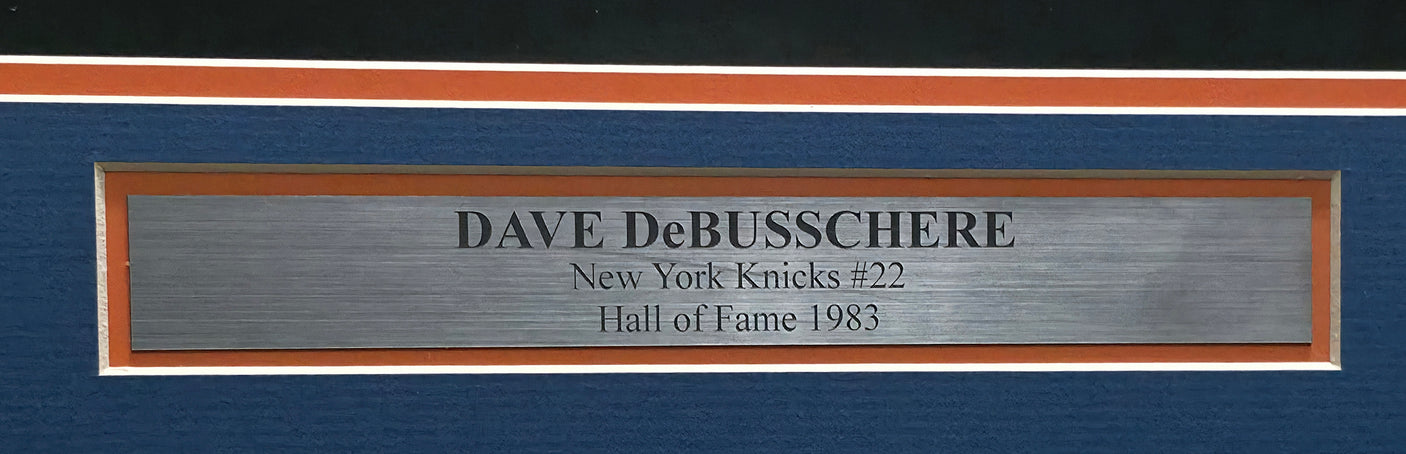 DAVE DeBUSSCHERE
New York Knicks #22
Hall of Fame 1983